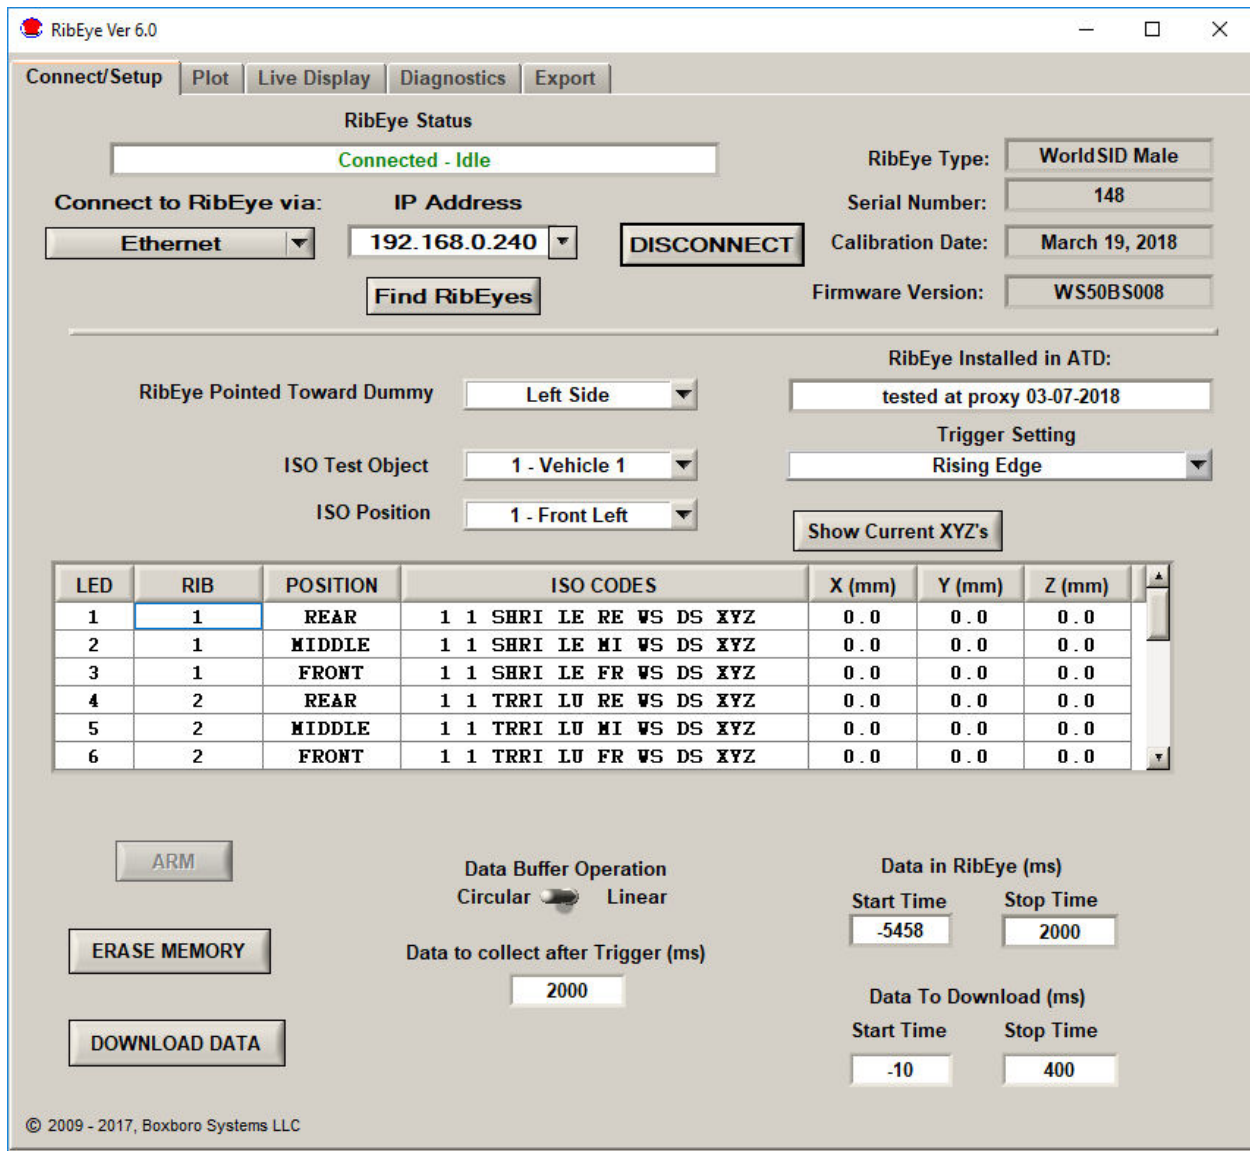 RibEye Ver 6.0
Connect/Setup Plot Live Display Diagnostics Export
RibEye Status
Connected - Idle
RibEye Type: WorldSID Male
Connect to RibEye via: IP Address
Serial Number: 148
Ethernet 192.168.0.240 DISCONNECT
Calibration Date: March 19, 2018
Find RibEyes
Firmware Version: WS50BS008
RibEye Installed in ATD:
RibEye Pointed Toward Dummy Left Side
tested at proxy 03-07-2018
Trigger Setting
ISO Test Object 1 - Vehicle 1
Rising Edge
ISO Position 1 - Front Left
Show Current XYZ's
LED RIB POSITION ISO CODES X (mm) Y (mm) Z (mm)
1 1 REAR 1 1 SHRI LE RE WS DS XYZ 0.0 0.0 0.0
2 1 MIDDLE 1 1 SHRI LE MI WS DS XYZ 0.0 0.0 0.0
3 1 FRONT 1 1 SHRI LE FR WS DS XYZ 0.0 0.0 0.0
4 2 REAR 1 1 TRRI LU RE WS DS XYZ 0.0 0.0 0.0
5 2 MIDDLE 1 1 TRRI LU MI WS DS XYZ 0.0 0.0 0.0
6 2 FRONT 1 1 TRRI LU FR WS DS XYZ 0.0 0.0 0.0
ARM
Data Buffer Operation
Circular Linear
Data in RibEye (ms)
Start Time Stop Time
-5458 2000
ERASE MEMORY
Data to collect after Trigger (ms)
2000
Data To Download (ms)
Start Time Stop Time
-10 400
DOWNLOAD DATA
© 2009 - 2017, Boxboro Systems LLC